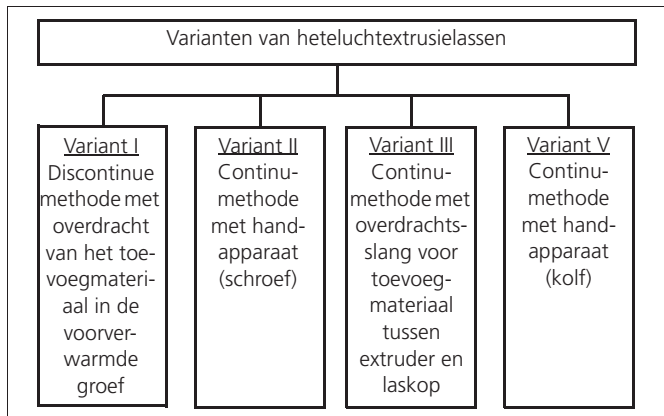 Varianten van heteluchtextrusielassen
Variant I
Discontinue
methode met
overdracht
van het toe-
voegmateri-
aal in de
voorver-
warmde
groef
Variant II
Continu-
methode
met hand-
apparaat
(schroef)
Variant III
Continu-
methode met
overdrachts-
slang voor
toevoeg-
materiaal
tussen
extruder en
laskop
Variant V
Continu-
methode
met hand-
apparaat
(kolf)